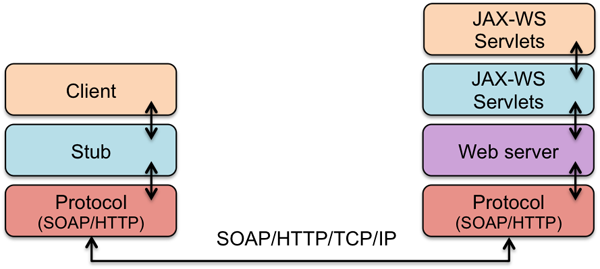 Client
Stub
Protocol
(SOAP/HTTP)
SOAP/HTTP/TCP/IP
JAX-WS
Servlets
JAX-WS
Servlets
Web server
Protocol
(SOAP/HTTP)